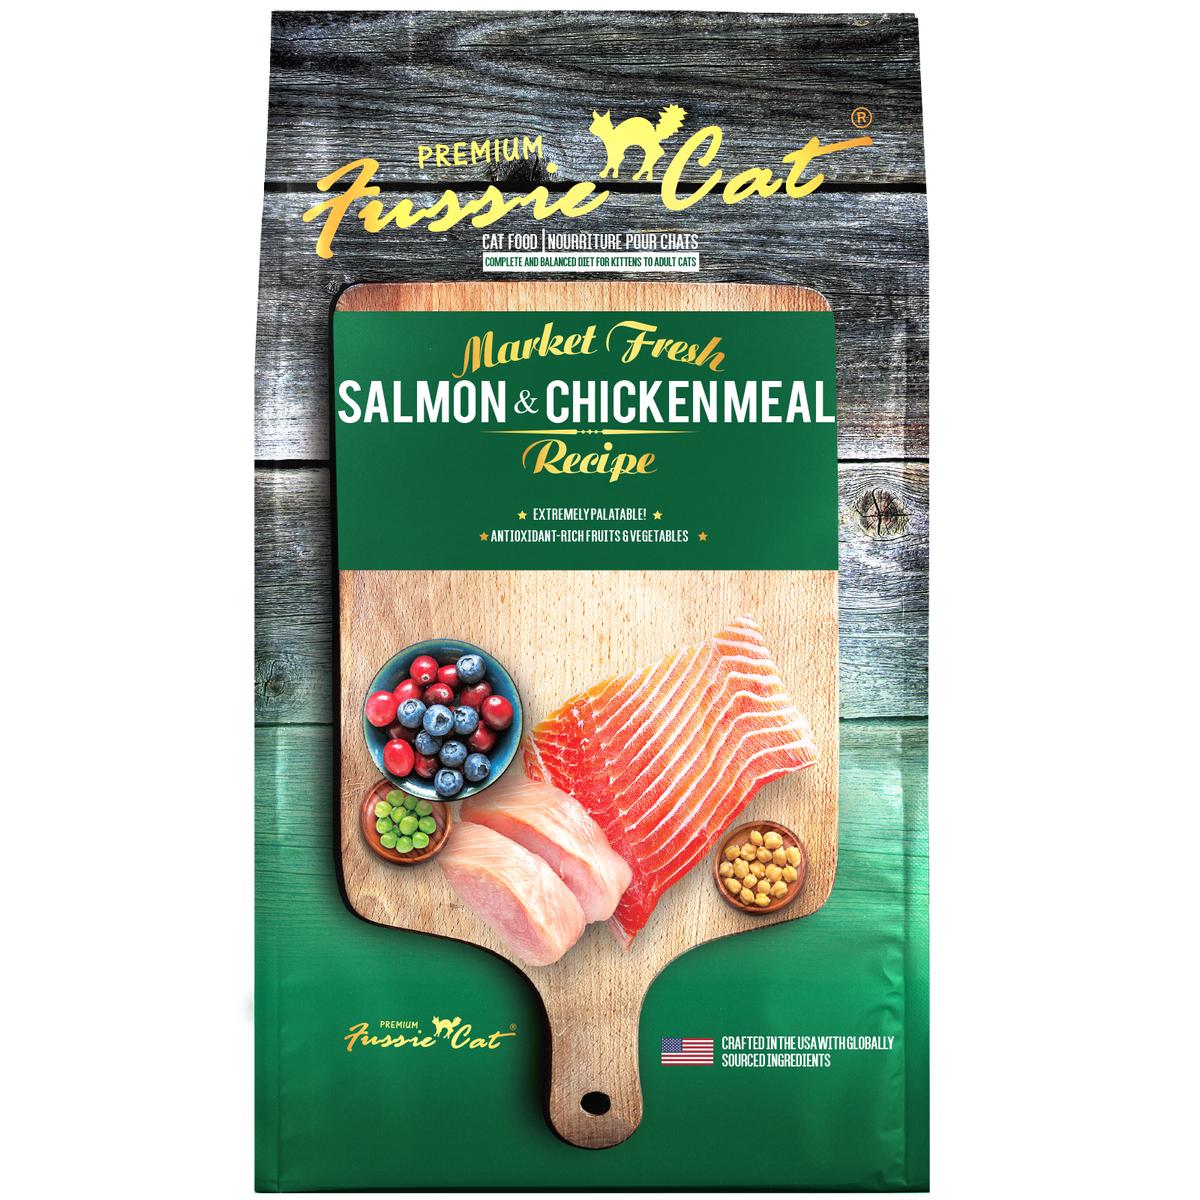 PREMIUM
Fussie Cat ®
CAT FOOD | NOURRITURE POUR CHATS
COMPLETE AND BALANCED DIET FOR KITTENS TO ADULT CATS
Market Fresh
SALMON & CHICKEN MEAL
Recipe
EXTREMELY PALATABLE!
ANTIOXIDANT-RICH FRUITS & VEGETABLES
PREMIUM
Fussie Cat ®
CRAFTED IN THE USA WITH GLOBALLY
SOURCED INGREDIENTS